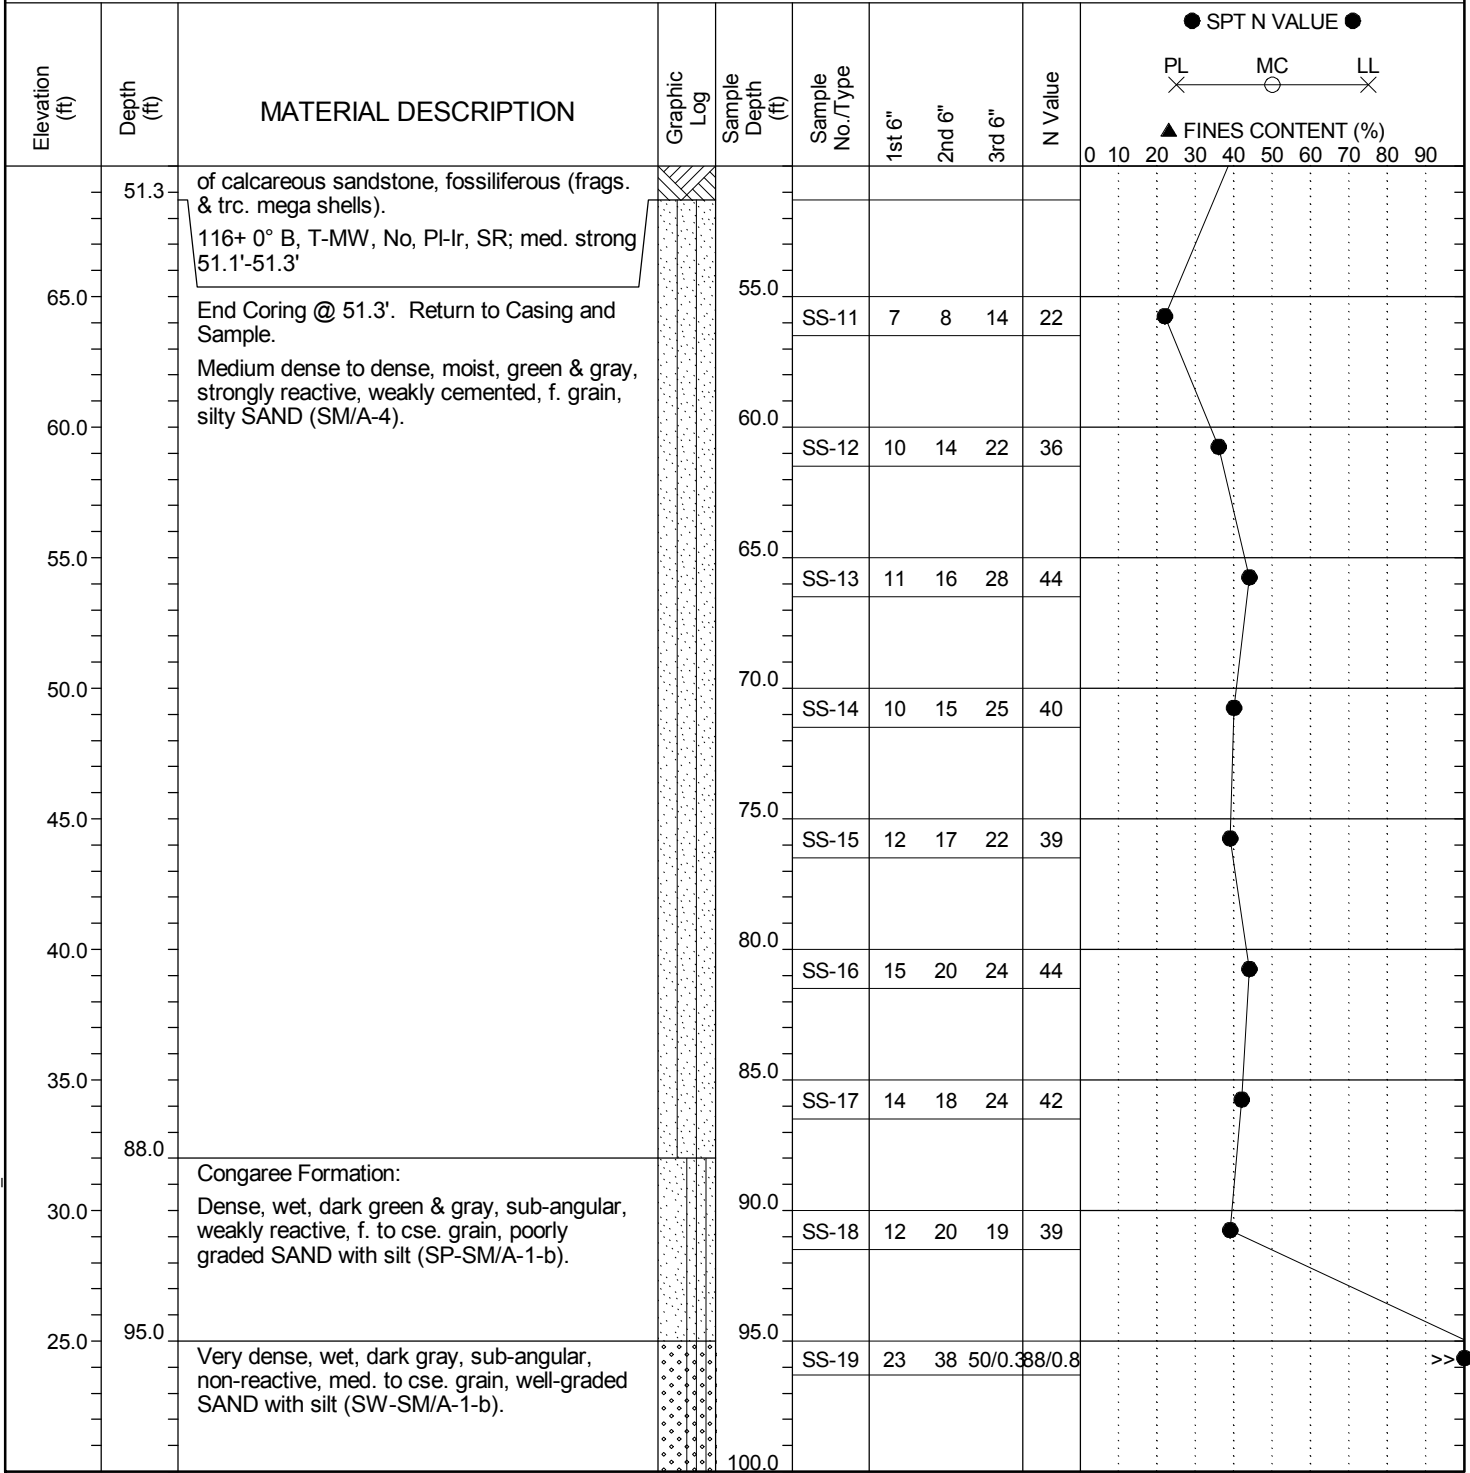 Elevation (ft)
Depth (ft)
MATERIAL DESCRIPTION
Graphic Log
Sample Depth (ft)
Sample No./Type
1st 6"
2nd 6"
3rd 6"
N Value
● SPT N VALUE ●
PL MC LL
▲ FINES CONTENT (%)
0 10 20 30 40 50 60 70 80 90
51.3
of calcareous sandstone, fossiliferous (frags.
& trc. mega shells).
116+ 0° B, T-MW, No, Pl-Ir, SR; med. strong
51.1'-51.3'
65.0
55.0
End Coring @ 51.3'. Return to Casing and
Sample.
SS-11 7 8 14 22
Medium dense to dense, moist, green & gray,
strongly reactive, weakly cemented, f. grain,
silty SAND (SM/A-4).
60.0
60.0
SS-12 10 14 22 36
55.0
65.0
SS-13 11 16 28 44
50.0
70.0
SS-14 10 15 25 40
45.0
75.0
SS-15 12 17 22 39
40.0
80.0
SS-16 15 20 24 44
35.0
85.0
SS-17 14 18 24 42
88.0
Congaree Formation:
30.0
90.0
Dense, wet, dark green & gray, sub-angular,
weakly reactive, f. to cse. grain, poorly
graded SAND with silt (SP-SM/A-1-b).
SS-18 12 20 19 39
25.0
95.0
95.0
Very dense, wet, dark gray, sub-angular,
non-reactive, med. to cse. grain, well-graded
SAND with silt (SW-SM/A-1-b).
SS-19 23 38 50/0.3 88/0.8 >>
100.0